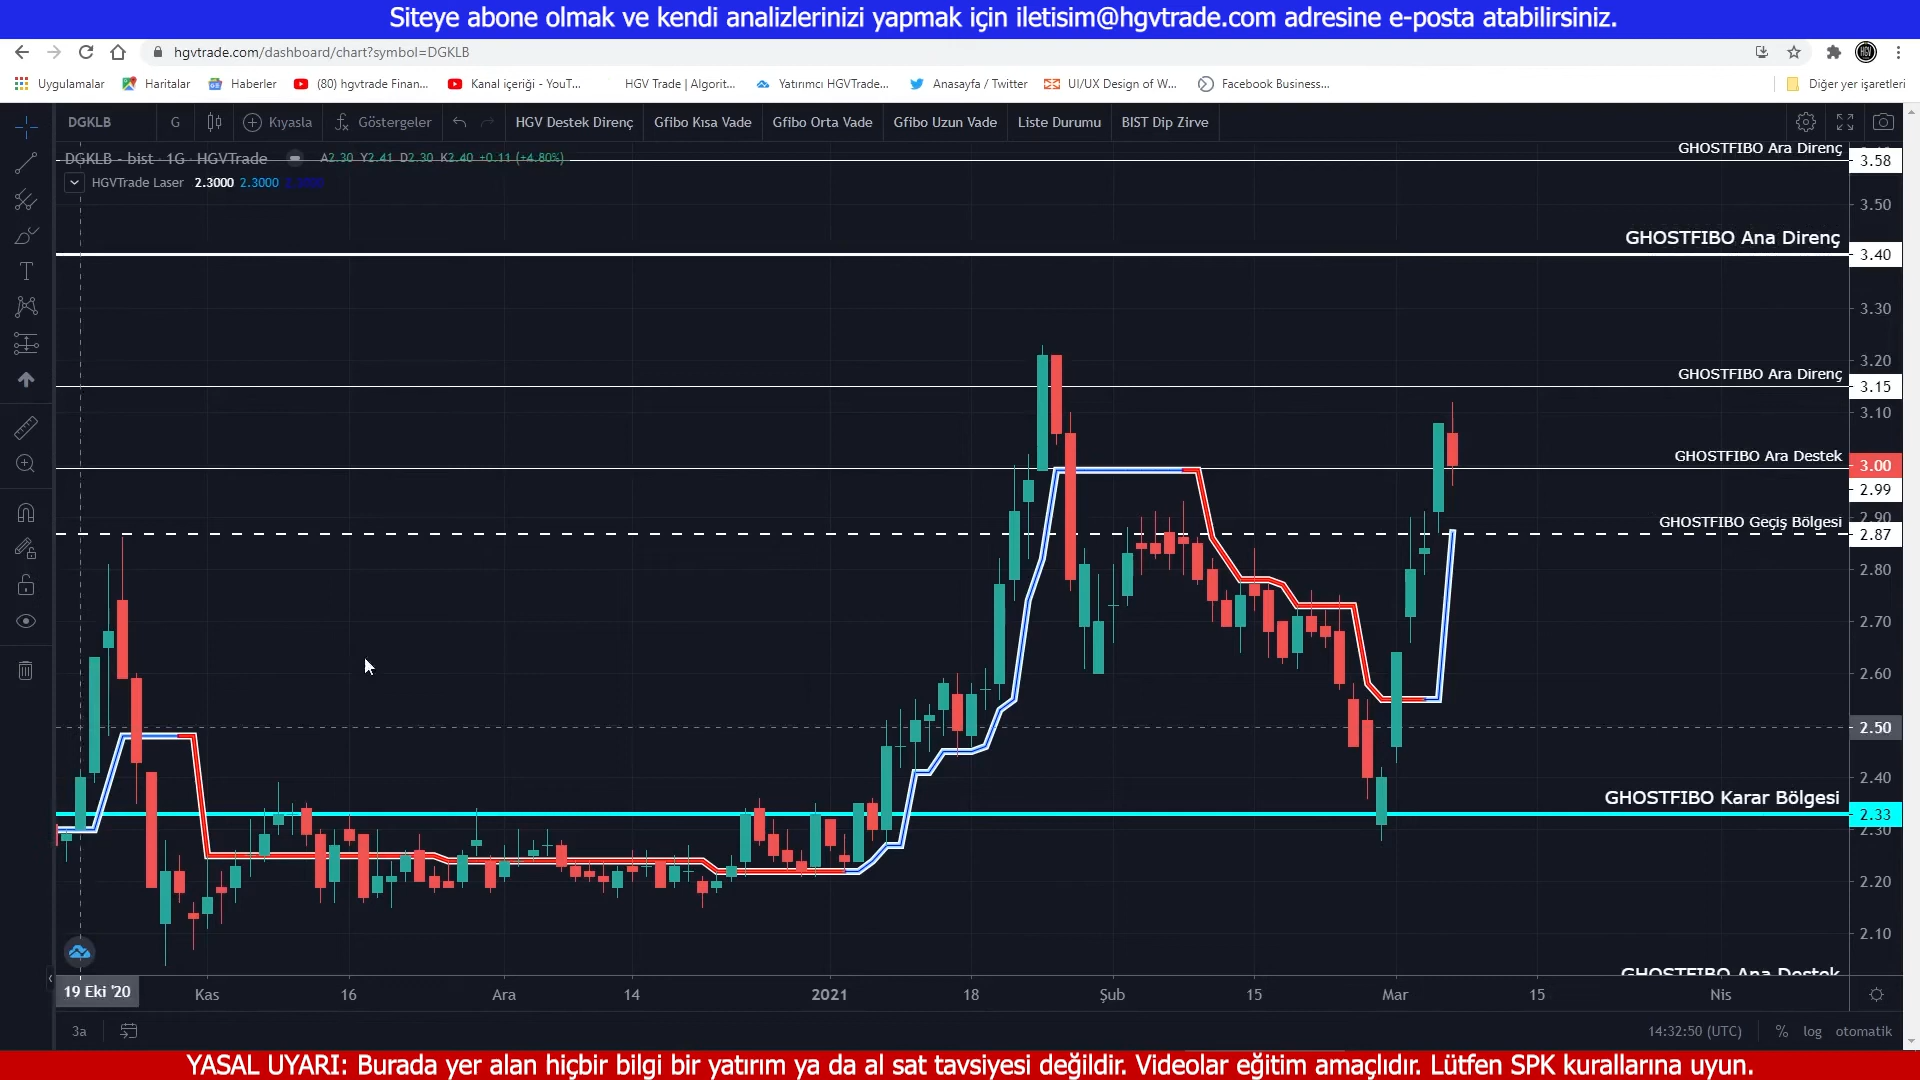 Siteye abone olmak ve kendi analizlerinizi yapmak için iletisim@hgvtrade.com adresine e-posta atabilirsiniz.
hgvtrade.com/dashboard/chart?symbol=DGKLB
Uygulamalar Haritalar Haberler (80) hgvtrade Finan... Kanal içeriği - YouT... HGV Trade | Algorit... Yatırımcı HGVTrade... Anasayfa / Twitter UI/UX Design of W... Facebook Business... Diğer yer işaretleri
DGKLB G Kıyasla Göstergeler HGV Destek Direnç Gfibo Kısa Vade Gfibo Orta Vade Gfibo Uzun Vade Liste Durumu BIST Dip Zirve
DGKLB - bist · 1G · HGVTrade A2.30 Y2.41 D2.30 K2.40 +0.11 (+4.80%)
HGVTrade Laser 2.3000 2.3000 2.3000
GHOSTFIBO Ara Direnç 3.58
3.50
GHOSTFIBO Ana Direnç 3.40
3.30
3.20
GHOSTFIBO Ara Direnç 3.15
3.10
GHOSTFIBO Ara Destek 3.00
2.99
2.90
GHOSTFIBO Geçiş Bölgesi 2.87
2.80
2.70
2.60
2.50
2.40
GHOSTFIBO Karar Bölgesi 2.33
2.30
2.20
2.10
GHOSTFIBO Ana Destek
19 Eki '20 Kas 16 Ara 14 2021 18 Şub 15 Mar 15 Nis
3a 14:32:50 (UTC) % log otomatik
YASAL UYARI: Burada yer alan hiçbir bilgi bir yatırım ya da al sat tavsiyesi değildir. Videolar eğitim amaçlıdır. Lütfen SPK kurallarına uyun.